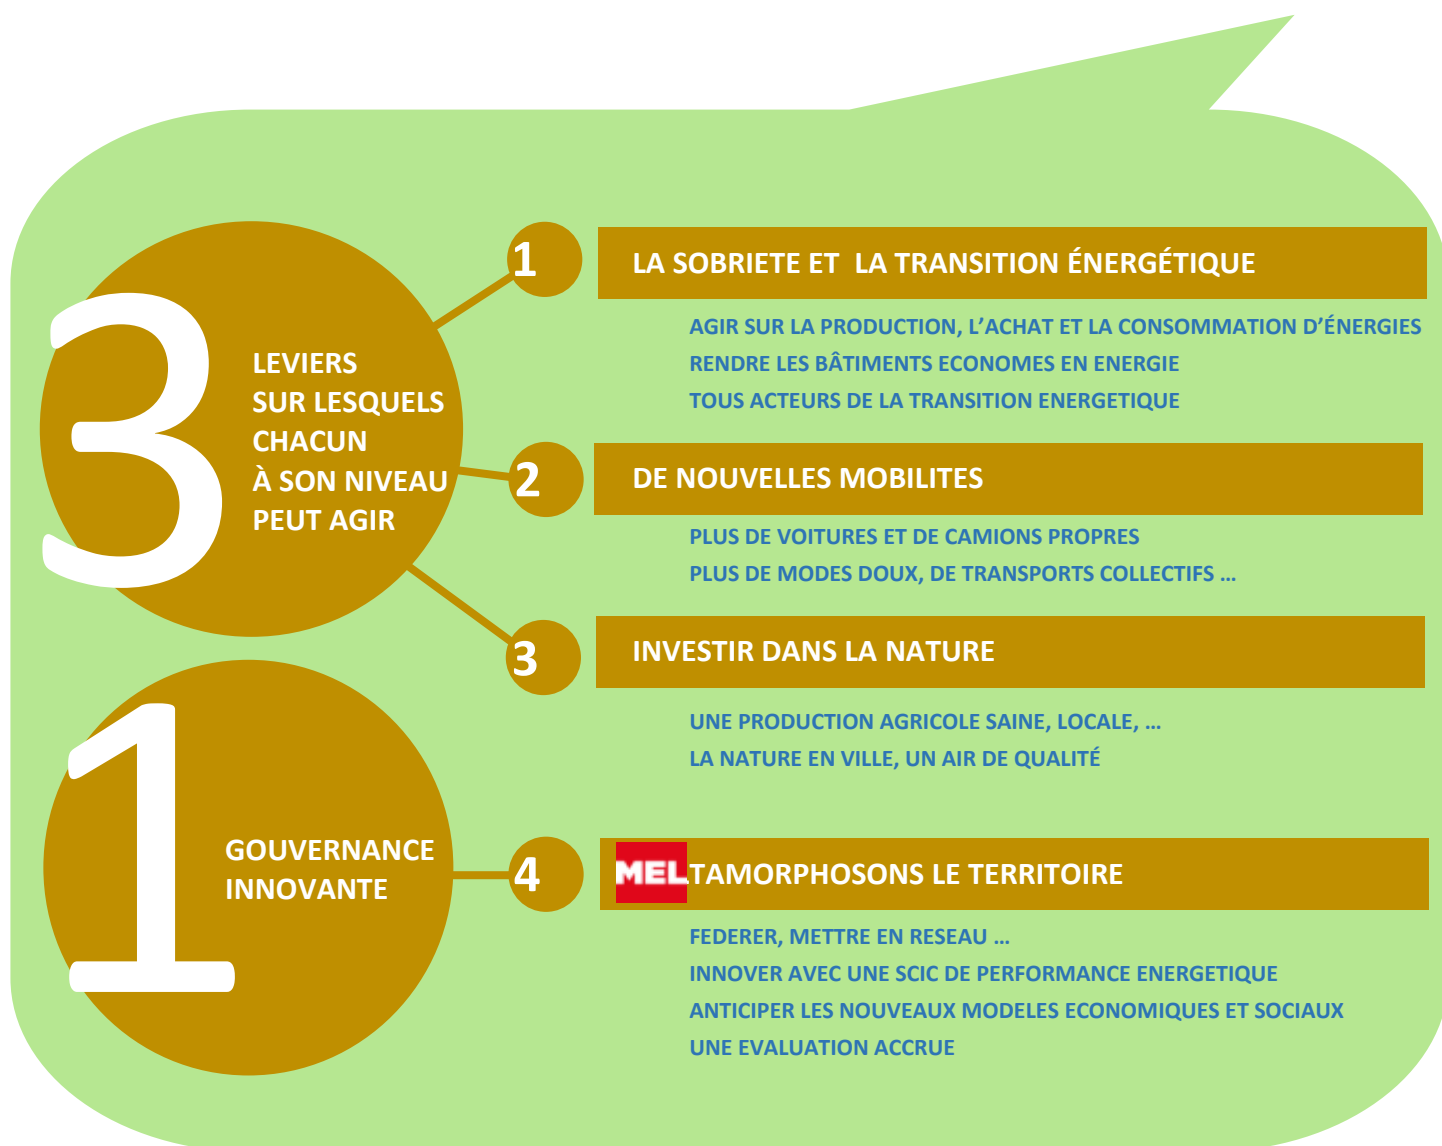 3
LEVIERS
SUR LESQUELS
CHACUN
À SON NIVEAU
PEUT AGIR
1
LA SOBRIETE ET LA TRANSITION ÉNERGÉTIQUE
AGIR SUR LA PRODUCTION, L’ACHAT ET LA CONSOMMATION D’ÉNERGIES
RENDRE LES BÂTIMENTS ECONOMES EN ENERGIE
TOUS ACTEURS DE LA TRANSITION ENERGETIQUE
2
DE NOUVELLES MOBILITES
PLUS DE VOITURES ET DE CAMIONS PROPRES
PLUS DE MODES DOUX, DE TRANSPORTS COLLECTIFS …
3
INVESTIR DANS LA NATURE
UNE PRODUCTION AGRICOLE SAINE, LOCALE, …
LA NATURE EN VILLE, UN AIR DE QUALITÉ
1
GOUVERNANCE
INNOVANTE
4
MELTAMORPHOSONS LE TERRITOIRE
FEDERER, METTRE EN RESEAU …
INNOVER AVEC UNE SCIC DE PERFORMANCE ENERGETIQUE
ANTICIPER LES NOUVEAUX MODELES ECONOMIQUES ET SOCIAUX
UNE EVALUATION ACCRUE